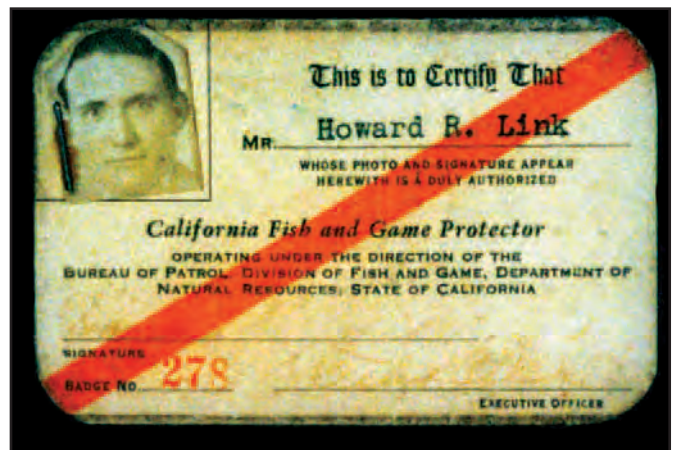 This is to Certify That
MR. Howard R. Link
WHOSE PHOTO AND SIGNATURE APPEAR
HEREWITH IS A DULY AUTHORIZED
California Fish and Game Protector
OPERATING UNDER THE DIRECTION OF THE
BUREAU OF PATROL, DIVISION OF FISH AND GAME, DEPARTMENT OF
NATURAL RESOURCES, STATE OF CALIFORNIA
SIGNATURE
BADGE NO. 278
EXECUTIVE OFFICER